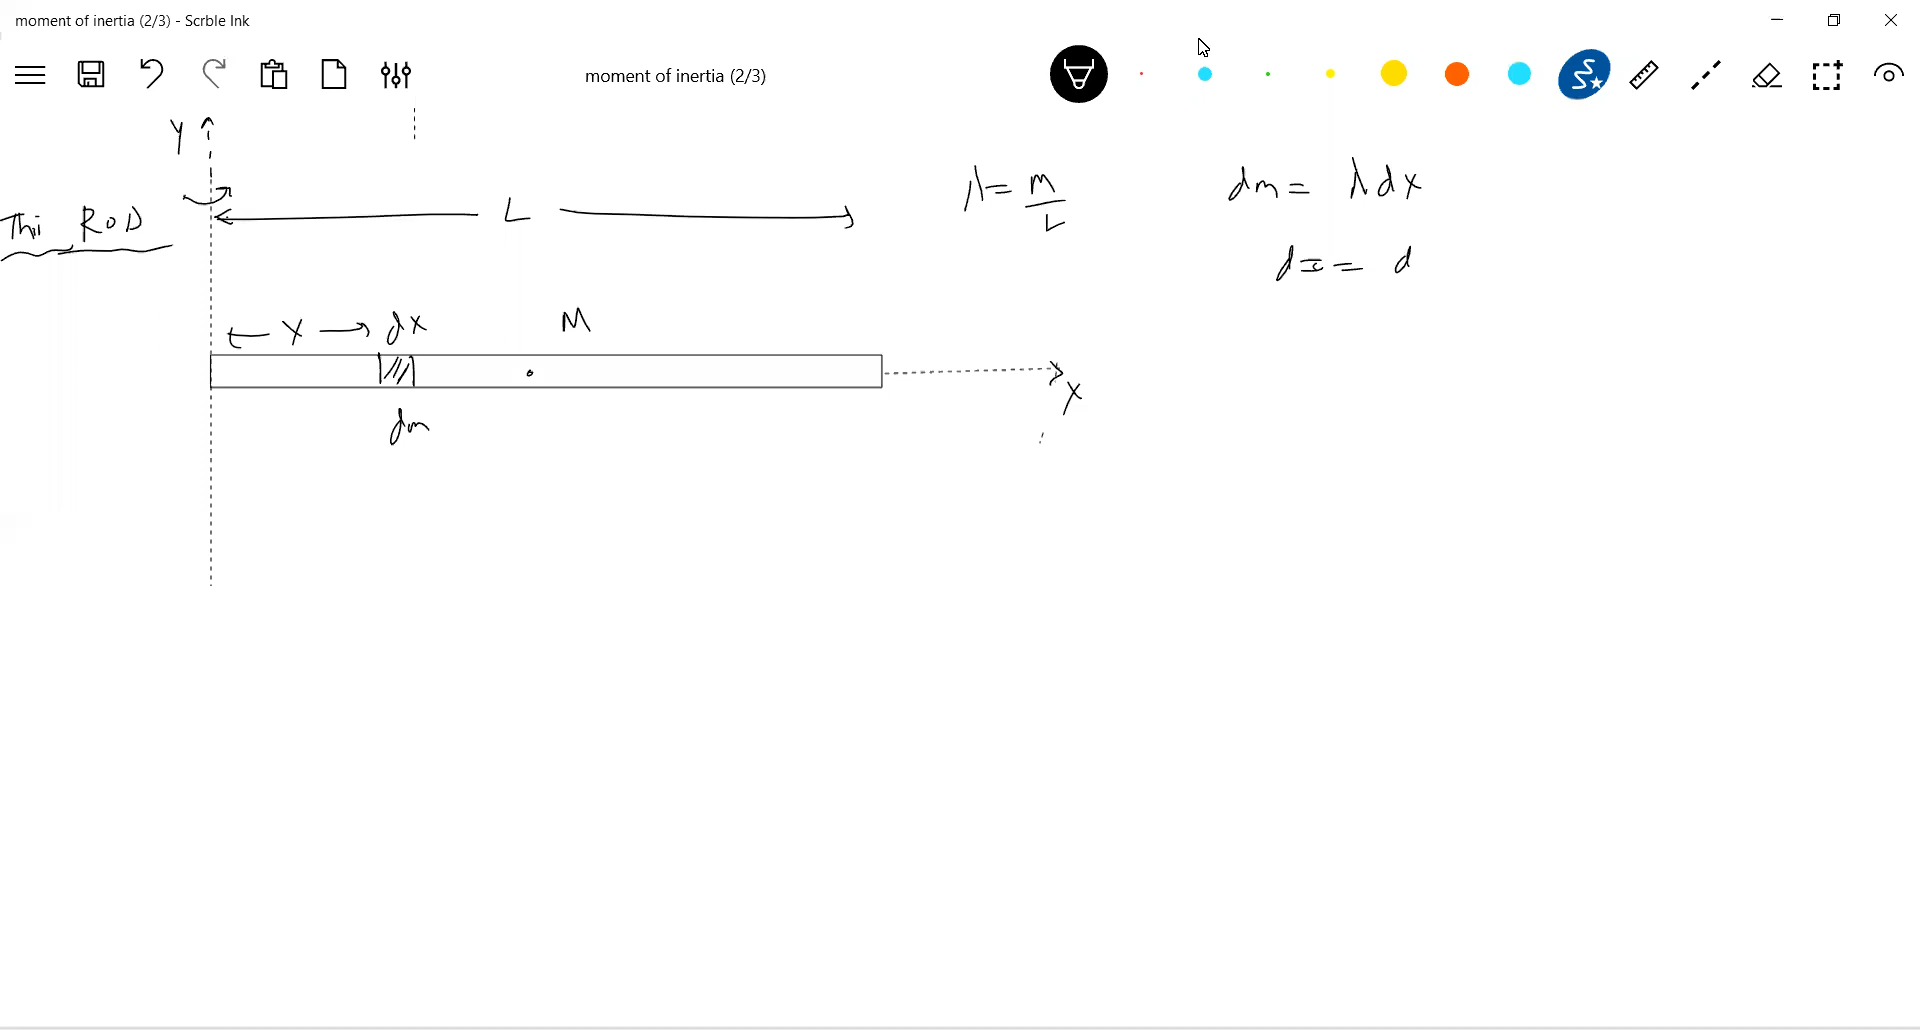 moment of inertia (2/3) - Scrble Ink
moment of inertia (2/3)
Y
Thi ROD
L
λ = m/L
dm = λ dx
dI = d
x dx
M
X
dm